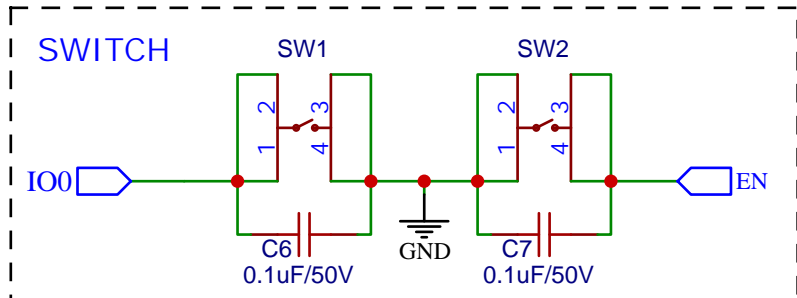 SWITCH
SW1
SW2
2
3
1
4
2
3
1
4
IO0
EN
C6
GND
C7
0.1uF/50V
0.1uF/50V